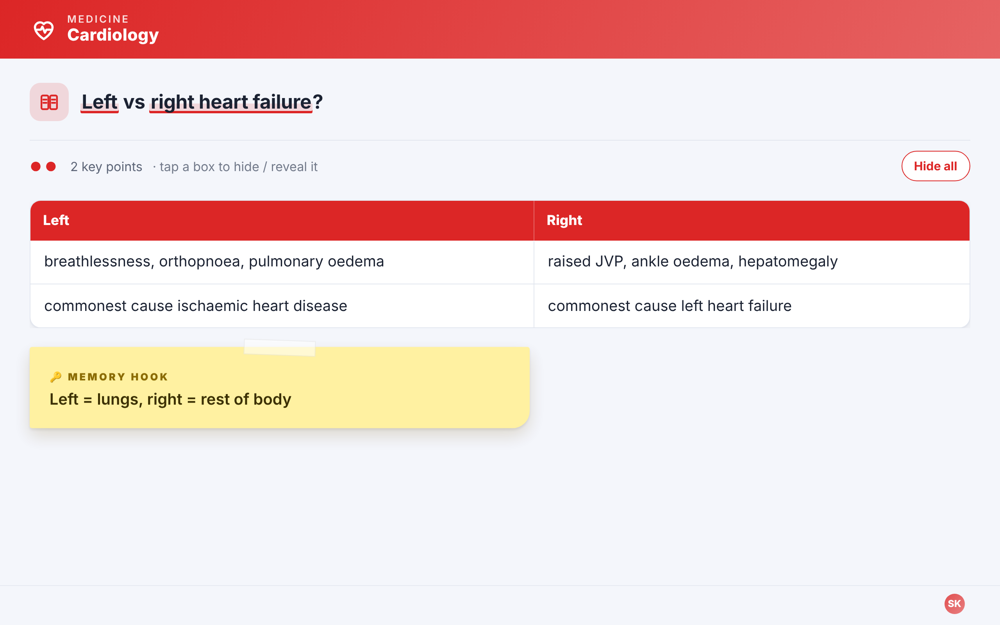 MEDICINE
Cardiology
Left vs right heart failure?
2 key points · tap a box to hide / reveal it
Hide all
Left Right
breathlessness, orthopnoea, pulmonary oedema raised JVP, ankle oedema, hepatomegaly
commonest cause ischaemic heart disease commonest cause left heart failure
🔑 MEMORY HOOK
Left = lungs, right = rest of body
SK